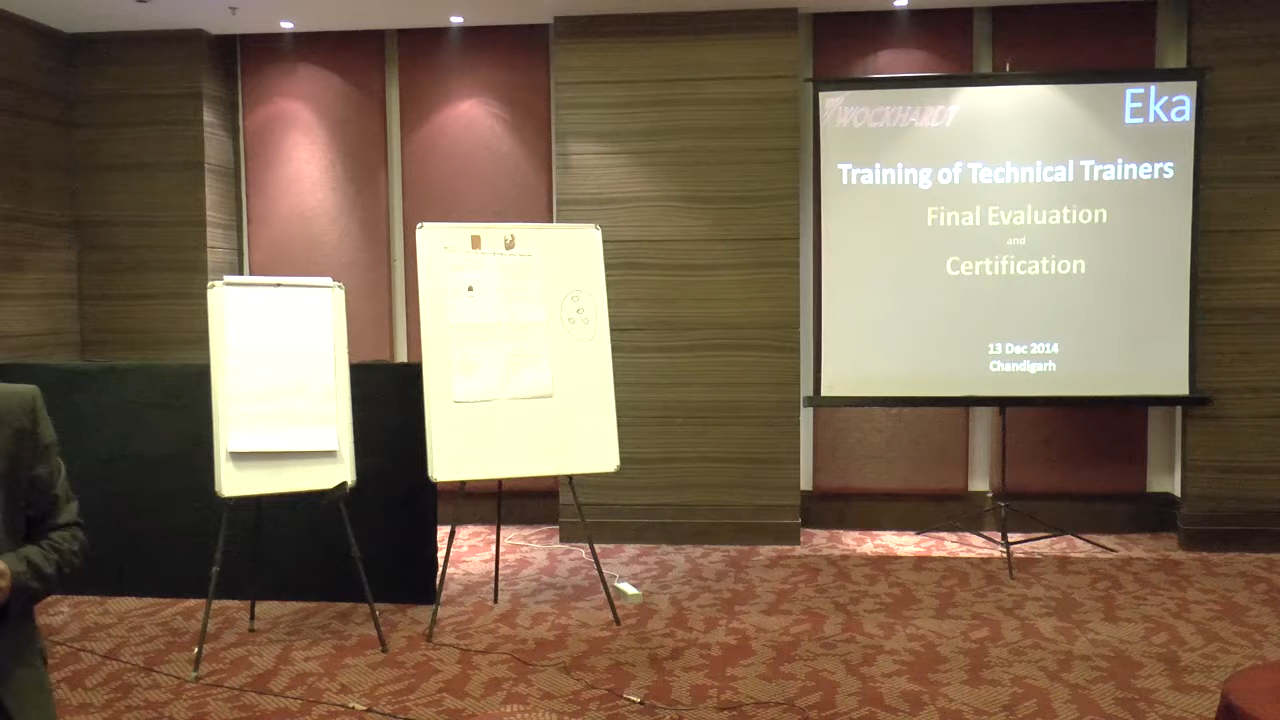 WOCKHARDT
Eka
Training of Technical Trainers
Final Evaluation
and
Certification
13 Dec 2014
Chandigarh